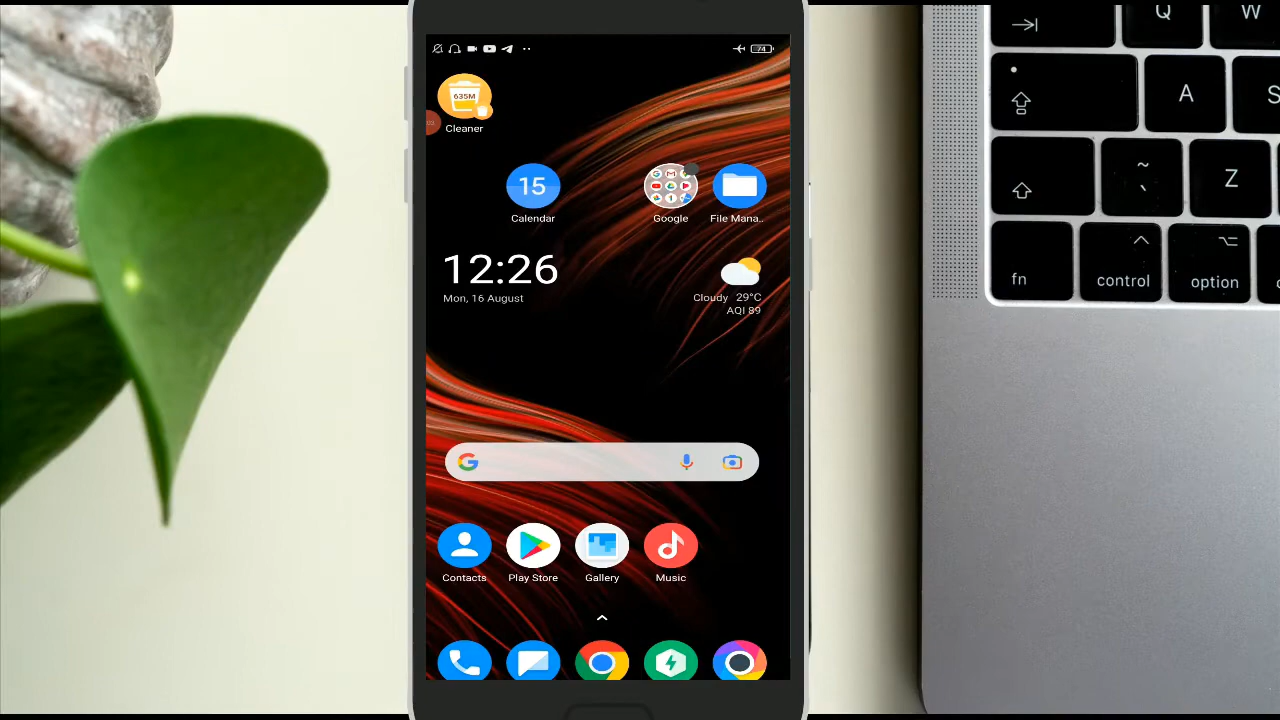 74
635M
Cleaner
15
Calendar
Google
File Mana..
12:26
Mon, 16 August
Cloudy 29°C
AQI 89
Contacts
Play Store
Gallery
Music
Q
W
A
S
~
`
Z
fn
control
option